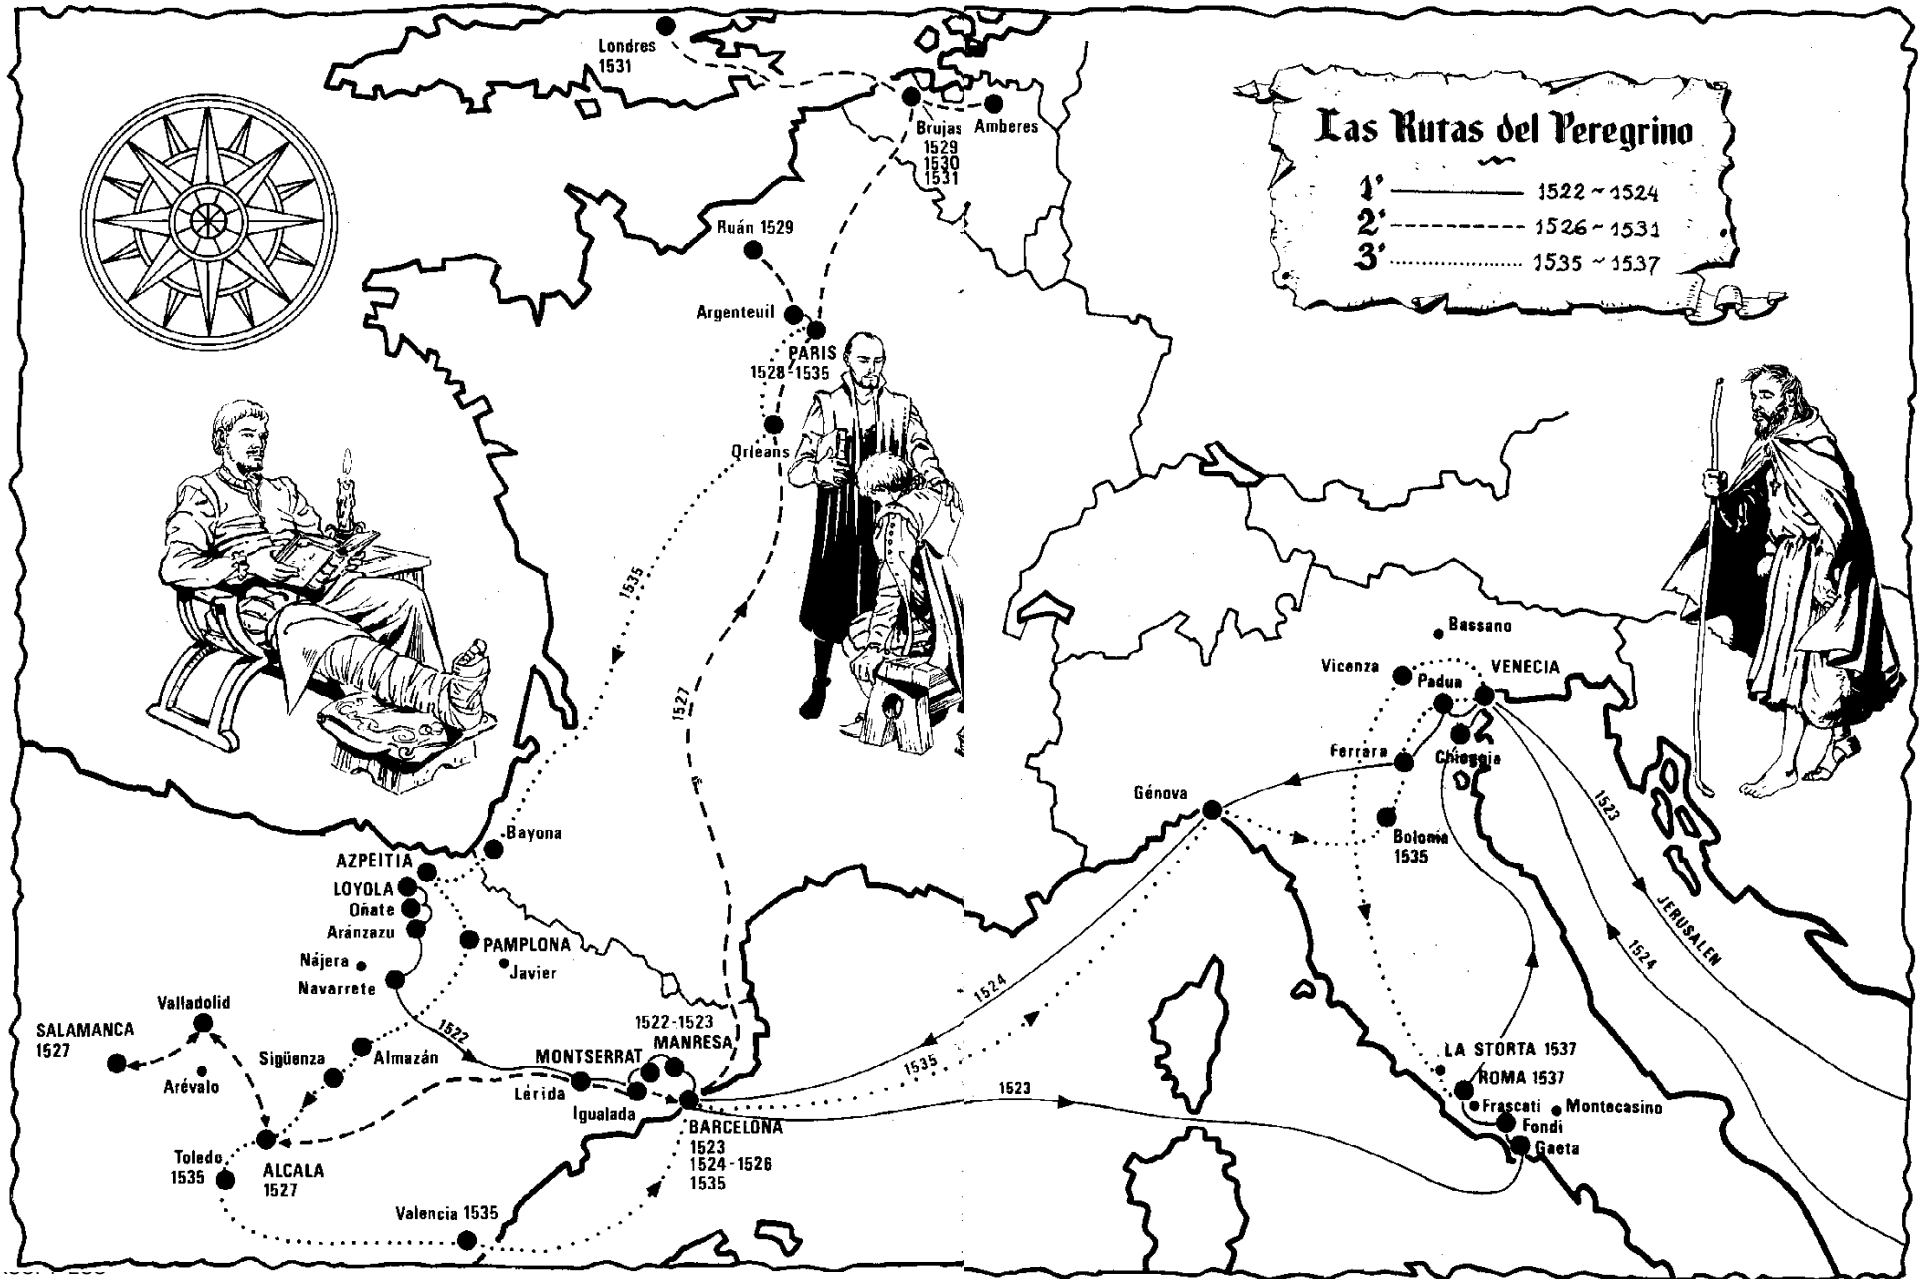 Londres
1531
Brujas
1529
1530
1531
Amberes
Las Rutas del Peregrino
1º 1522 ~ 1524
2º 1526 ~ 1531
3º 1535 ~ 1537
Ruán 1529
Argenteuil
PARIS
1528-1535
Orleans
1535
1527
Bassano
Vicenza
VENECIA
Padua
Ferrara
Chioggia
Génova
Bolonia
1535
1523
JERUSALEN
1524
Bayona
AZPEITIA
LOYOLA
Oñate
Aránzazu
PAMPLONA
Javier
Nájera
Navarrete
Valladolid
SALAMANCA
1527
Arévalo
Sigüenza
Almazán
1522
1522-1523
MANRESA
MONTSERRAT
Lérida
Igualada
1524
1535
1523
BARCELONA
1523
1524-1526
1535
LA STORTA 1537
ROMA 1537
Frascati
Montecasino
Fondi
Gaeta
Toledo
1535
ALCALA
1527
Valencia 1535